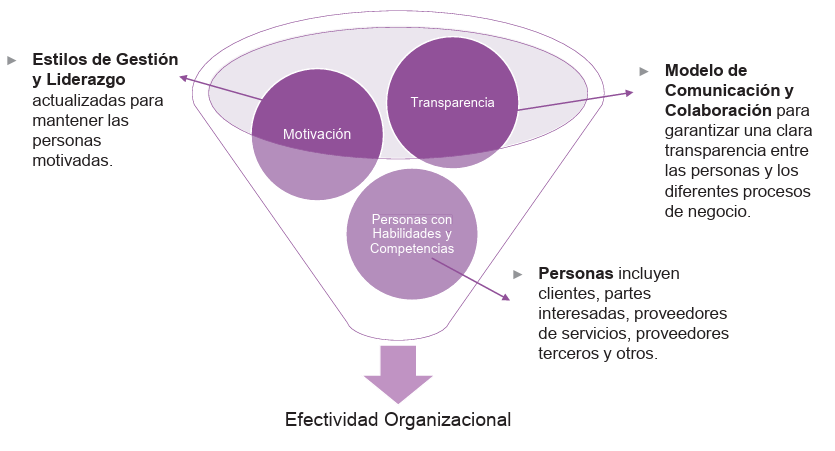 ► Estilos de Gestión
y Liderazgo
actualizadas para
mantener las
personas
motivadas.
Motivación
Transparencia
Personas con
Habilidades y
Competencias
► Modelo de
Comunicación y
Colaboración para
garantizar una clara
transparencia entre
las personas y los
diferentes procesos
de negocio.
► Personas incluyen
clientes, partes
interesadas, proveedores
de servicios, proveedores
terceros y otros.
Efectividad Organizacional